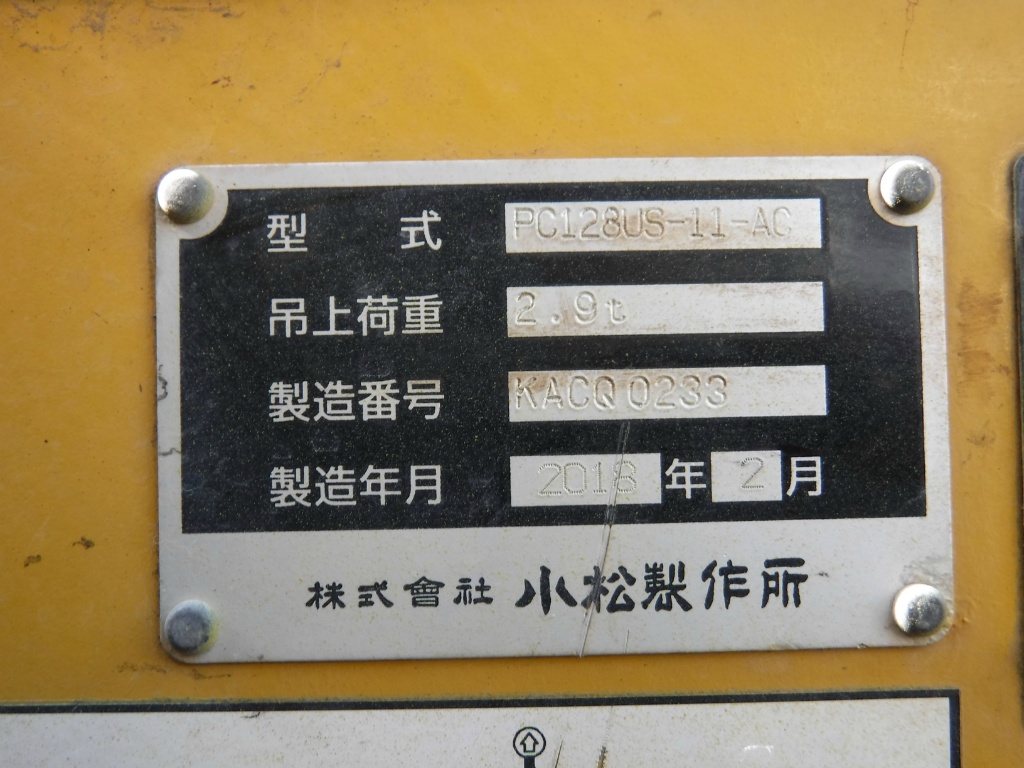 型 式 PC128US-11-AC
吊上荷重 2.9t
製造番号 KACQ0233
製造年月 2018年2月
株式會社 小松製作所